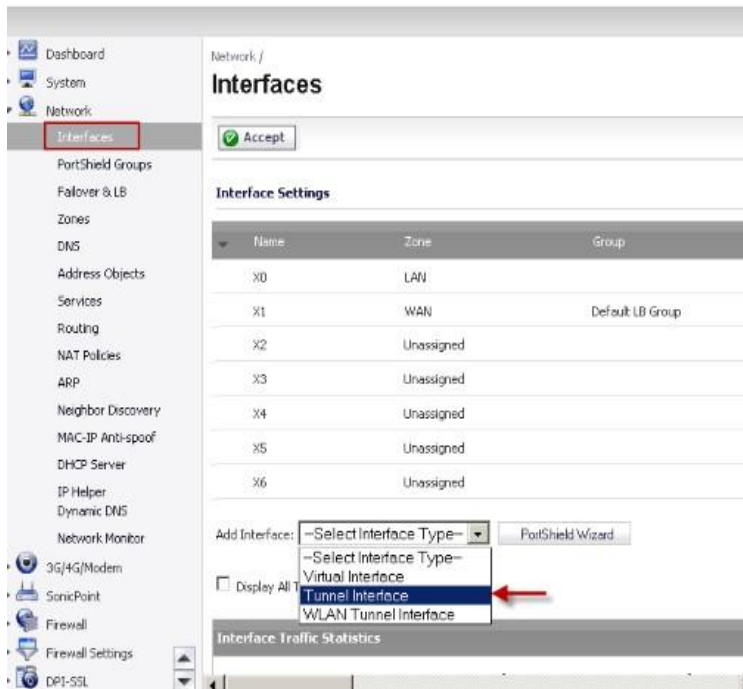 Dashboard
System
Network
Interfaces
PortShield Groups
Failover & LB
Zones
DNS
Address Objects
Services
Routing
NAT Policies
ARP
Neighbor Discovery
MAC-IP Anti-spoof
DHCP Server
IP Helper
Dynamic DNS
Network Monitor
3G/4G/Modem
SonicPoint
Firewall
Firewall Settings
DPI-SSL
Network /
Interfaces
Accept
Interface Settings
Name Zone Group
X0 LAN
X1 WAN Default LB Group
X2 Unassigned
X3 Unassigned
X4 Unassigned
X5 Unassigned
X6 Unassigned
Add Interface: --Select Interface Type-- PortShield Wizard
--Select Interface Type--
Virtual Interface
Display All T
Tunnel Interface
WLAN Tunnel Interface
Interface Traffic Statistics